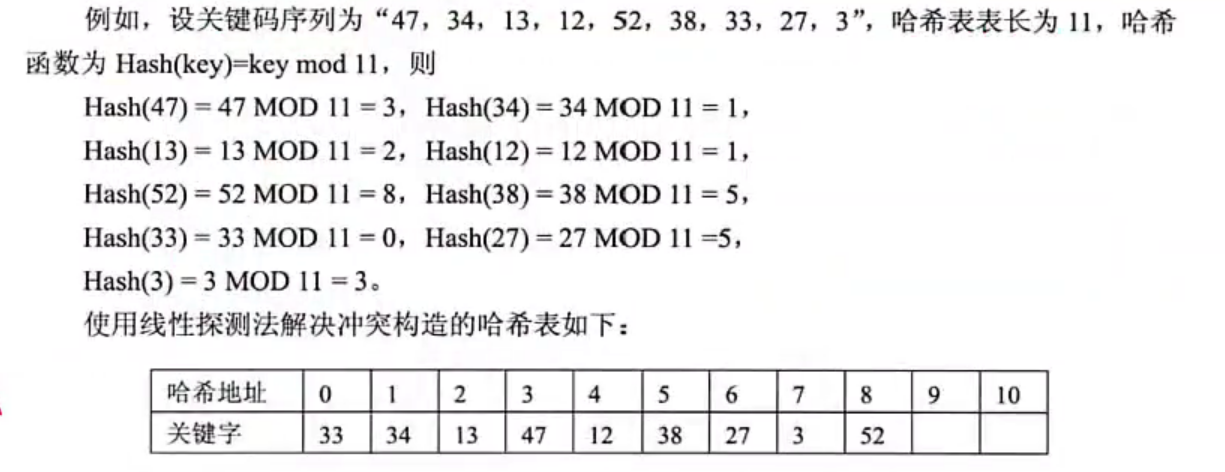 例如，设关键码序列为“47，34，13，12，52，38，33，27，3”，哈希表表长为 11，哈希
函数为 Hash(key)=key mod 11，则
Hash(47) = 47 MOD 11 = 3，Hash(34) = 34 MOD 11 = 1，
Hash(13) = 13 MOD 11 = 2，Hash(12) = 12 MOD 11 = 1，
Hash(52) = 52 MOD 11 = 8，Hash(38) = 38 MOD 11 = 5，
Hash(33) = 33 MOD 11 = 0，Hash(27) = 27 MOD 11 =5，
Hash(3) = 3 MOD 11 = 3。
使用线性探测法解决冲突构造的哈希表如下：
哈希地址 0 1 2 3 4 5 6 7 8 9 10
关键字 33 34 13 47 12 38 27 3 52